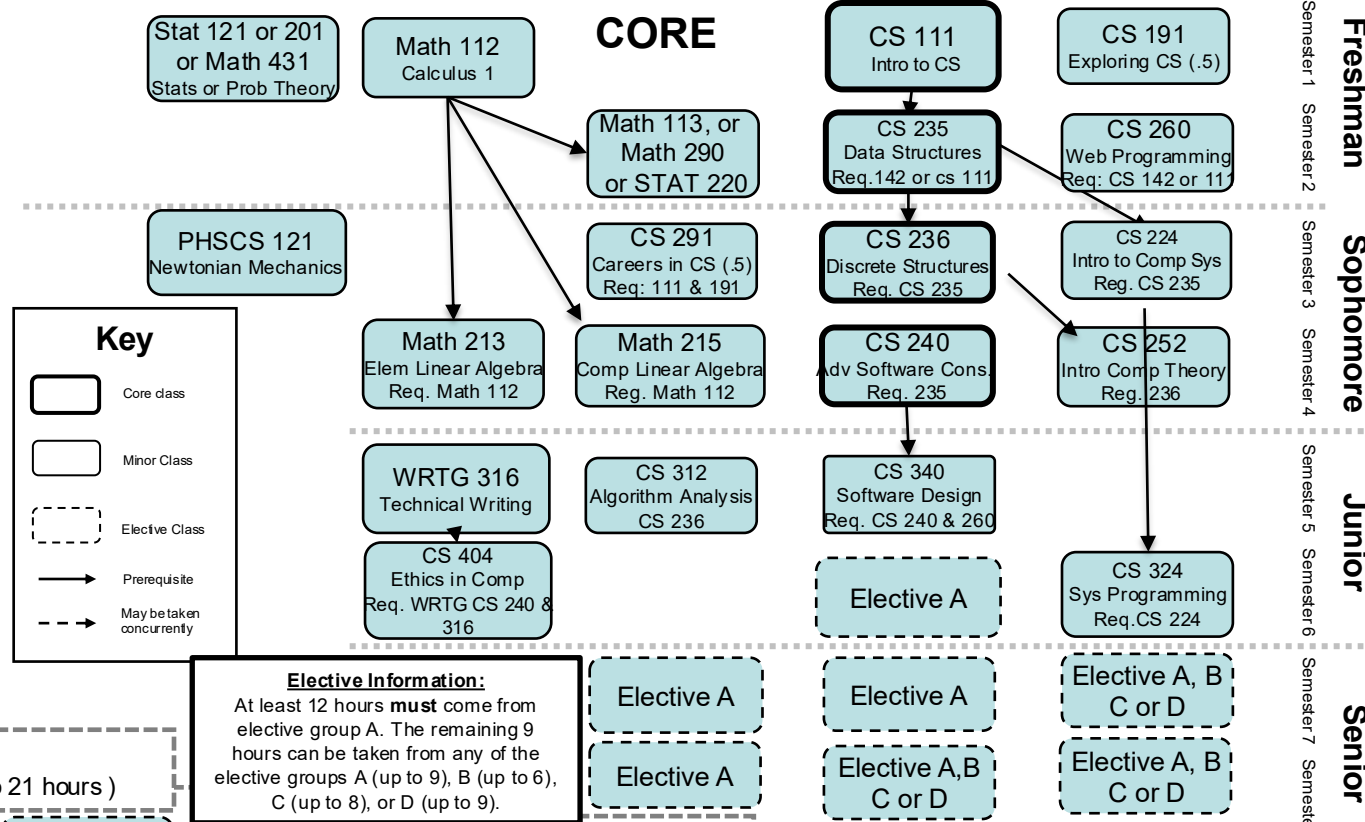 CORE
Stat 121 or 201
or Math 431
Stats or Prob Theory
Math 112
Calculus 1
CS 111
Intro to CS
CS 191
Exploring CS (.5)
Semester 1
Freshman
Math 113, or
Math 290
or STAT 220
CS 235
Data Structures
Req.142 or cs 111
CS 260
Web Programming
Req: CS 142 or 111
Semester 2
PHSCS 121
Newtonian Mechanics
CS 291
Careers in CS (.5)
Req: 111 & 191
CS 236
Discrete Structures
Req. CS 235
CS 224
Intro to Comp Sys
Reg. CS 235
Semester 3
Sophomore
Math 213
Elem Linear Algebra
Req. Math 112
Math 215
Comp Linear Algebra
Reg. Math 112
CS 240
Adv Software Cons.
Req. 235
CS 252
Intro Comp Theory
Reg. 236
Semester 4
Key
Core class
Minor Class
Elective Class
Prerequisite
May be taken
concurrently
WRTG 316
Technical Writing
CS 312
Algorithm Analysis
CS 236
CS 340
Software Design
Req. CS 240 & 260
Semester 5
Junior
CS 404
Ethics in Comp
Req. WRTG CS 240 &
316
Elective A
CS 324
Sys Programming
Req.CS 224
Semester 6
Elective Information:
At least 12 hours must come from
elective group A. The remaining 9
hours can be taken from any of the
elective groups A (up to 9), B (up to 6),
C (up to 8), or D (up to 9).
Elective A
Elective A
Elective A, B
C or D
Semester 7
Senior
Elective A
Elective A,B
C or D
Elective A, B
C or D
21 hours )